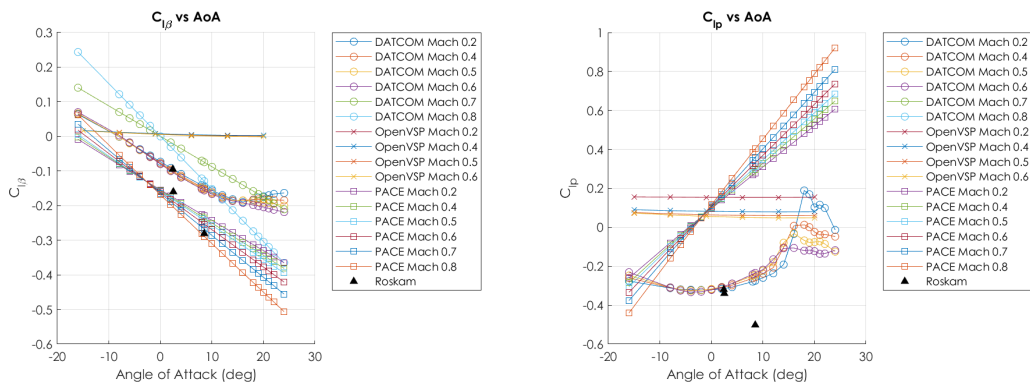 C_lβ vs AoA
0.3
0.2
0.1
0
-0.1
-0.2
-0.3
-0.4
-0.5
-0.6
C_lβ
-20 -10 0 10 20 30
Angle of Attack (deg)
DATCOM Mach 0.2
DATCOM Mach 0.4
DATCOM Mach 0.5
DATCOM Mach 0.6
DATCOM Mach 0.7
DATCOM Mach 0.8
OpenVSP Mach 0.2
OpenVSP Mach 0.4
OpenVSP Mach 0.5
OpenVSP Mach 0.6
PACE Mach 0.2
PACE Mach 0.4
PACE Mach 0.5
PACE Mach 0.6
PACE Mach 0.7
PACE Mach 0.8
Roskam
C_lp vs AoA
1
0.8
0.6
0.4
0.2
0
-0.2
-0.4
-0.6
C_lp
-20 -10 0 10 20 30
Angle of Attack (deg)
DATCOM Mach 0.2
DATCOM Mach 0.4
DATCOM Mach 0.5
DATCOM Mach 0.6
DATCOM Mach 0.7
DATCOM Mach 0.8
OpenVSP Mach 0.2
OpenVSP Mach 0.4
OpenVSP Mach 0.5
OpenVSP Mach 0.6
PACE Mach 0.2
PACE Mach 0.4
PACE Mach 0.5
PACE Mach 0.6
PACE Mach 0.7
PACE Mach 0.8
Roskam